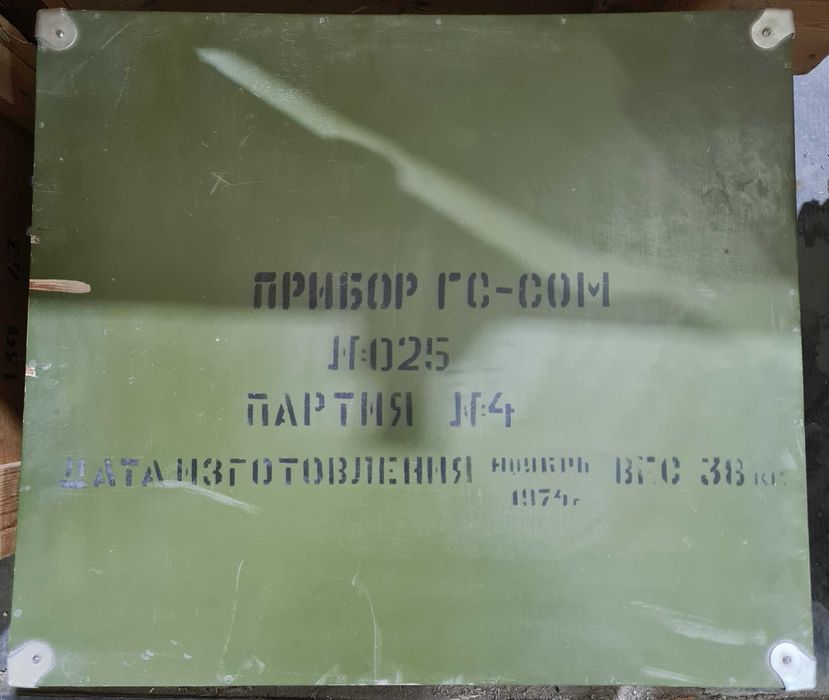 ПРИБОР ГС-СОМ
№025
ПАРТИЯ №4
ДАТА ИЗГОТОВЛЕНИЯ НОЯБРЬ 1974г ВЕС 38 кг